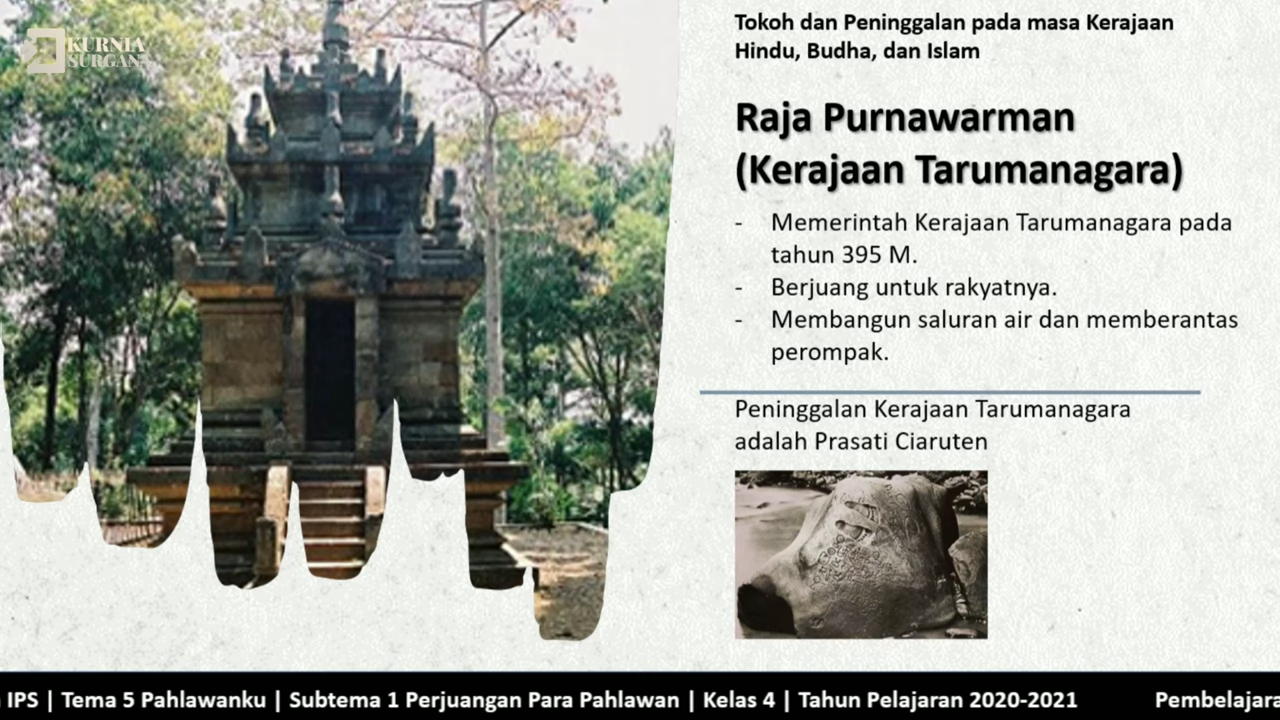 KURNIA
SURGAN
Tokoh dan Peninggalan pada masa Kerajaan
Hindu, Budha, dan Islam
Raja Purnawarman
(Kerajaan Tarumanagara)
- Memerintah Kerajaan Tarumanagara pada
tahun 395 M.
- Berjuang untuk rakyatnya.
- Membangun saluran air dan memberantas
perompak.
Peninggalan Kerajaan Tarumanagara
adalah Prasati Ciaruten
IPS | Tema 5 Pahlawanku | Subtema 1 Perjuangan Para Pahlawan | Kelas 4 | Tahun Pelajaran 2020-2021 Pembelajara